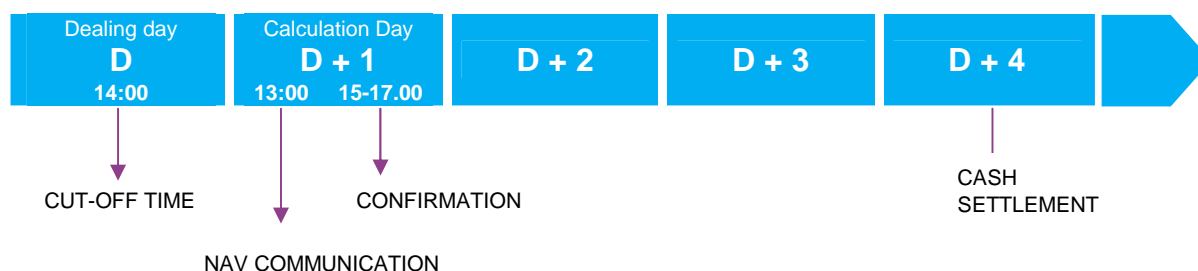 Dealing day
D
14:00
Calculation Day
D + 1
13:00 15-17.00
D + 2
D + 3
D + 4
CUT-OFF TIME
CONFIRMATION
NAV COMMUNICATION
CASH
SETTLEMENT